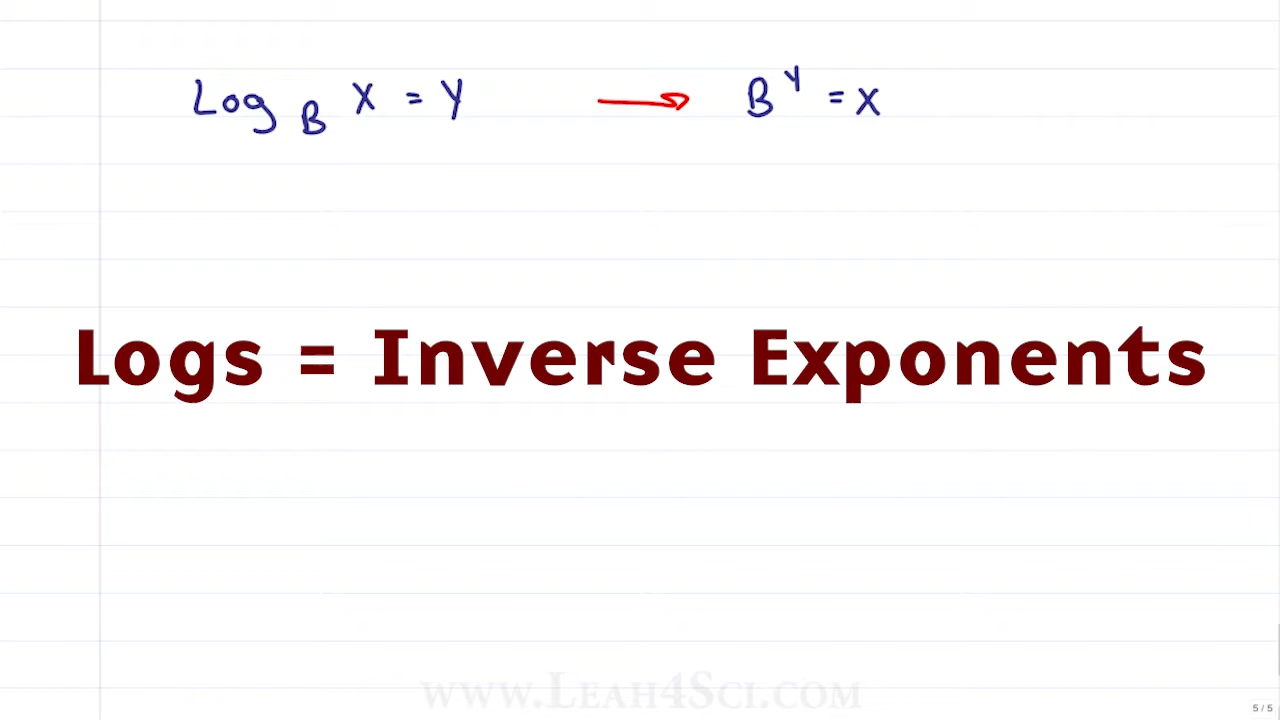 Log B X = Y → B^Y = X
Logs = Inverse Exponents
www.Leah4Sci.com
5 / 5